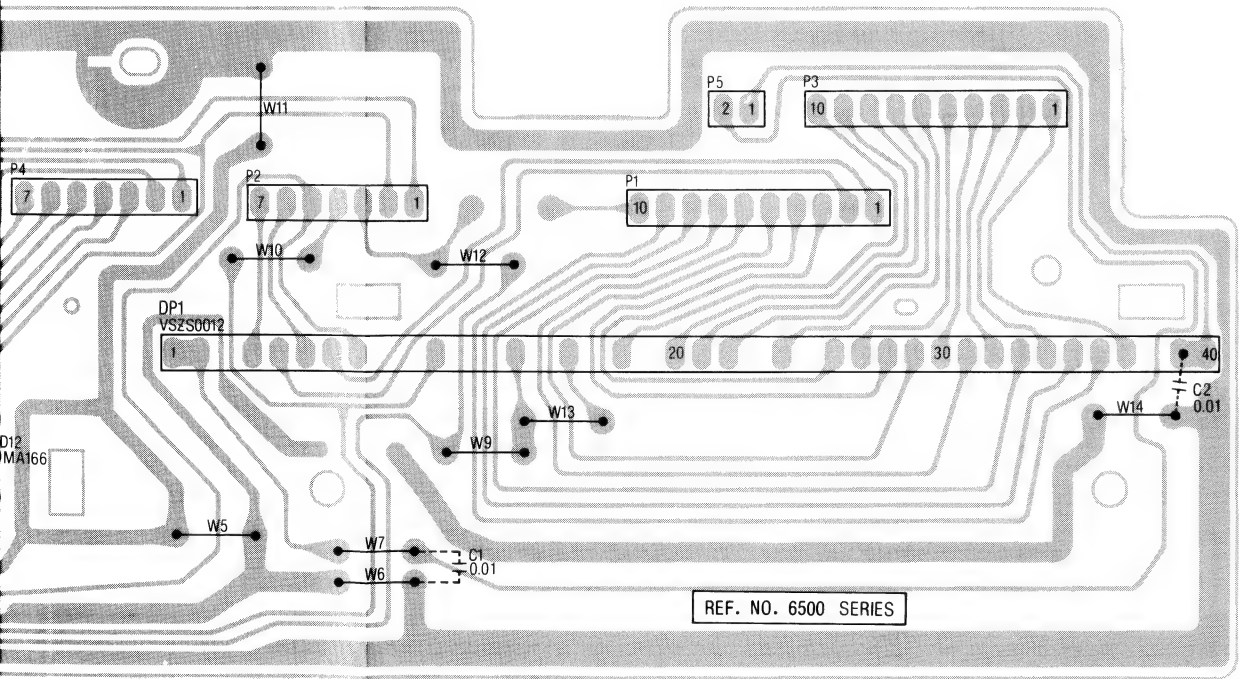 P5
2 1
P3
10 1
W11
P4
7 1
P2
7 1
P1
10 1
W10
W12
DP1
VSZS0012
1 20 30 40
C2
0.01
W13
W14
W9
D12
MA166
W5
W7
C1
0.01
W6
REF. NO. 6500 SERIES